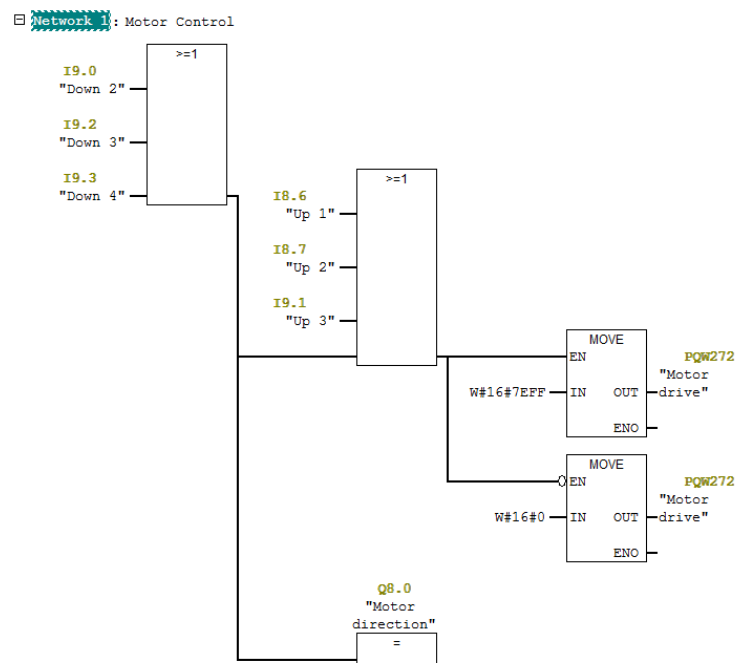 Network 1: Motor Control
>=1
I9.0
"Down 2"
I9.2
"Down 3"
I9.3
"Down 4"
>=1
I8.6
"Up 1"
I8.7
"Up 2"
I9.1
"Up 3"
MOVE
EN
PQW272
"Motor
W#16#7EFF
IN
OUT
drive"
ENO
MOVE
EN
PQW272
"Motor
W#16#0
IN
OUT
drive"
ENO
Q8.0
"Motor
direction"
=